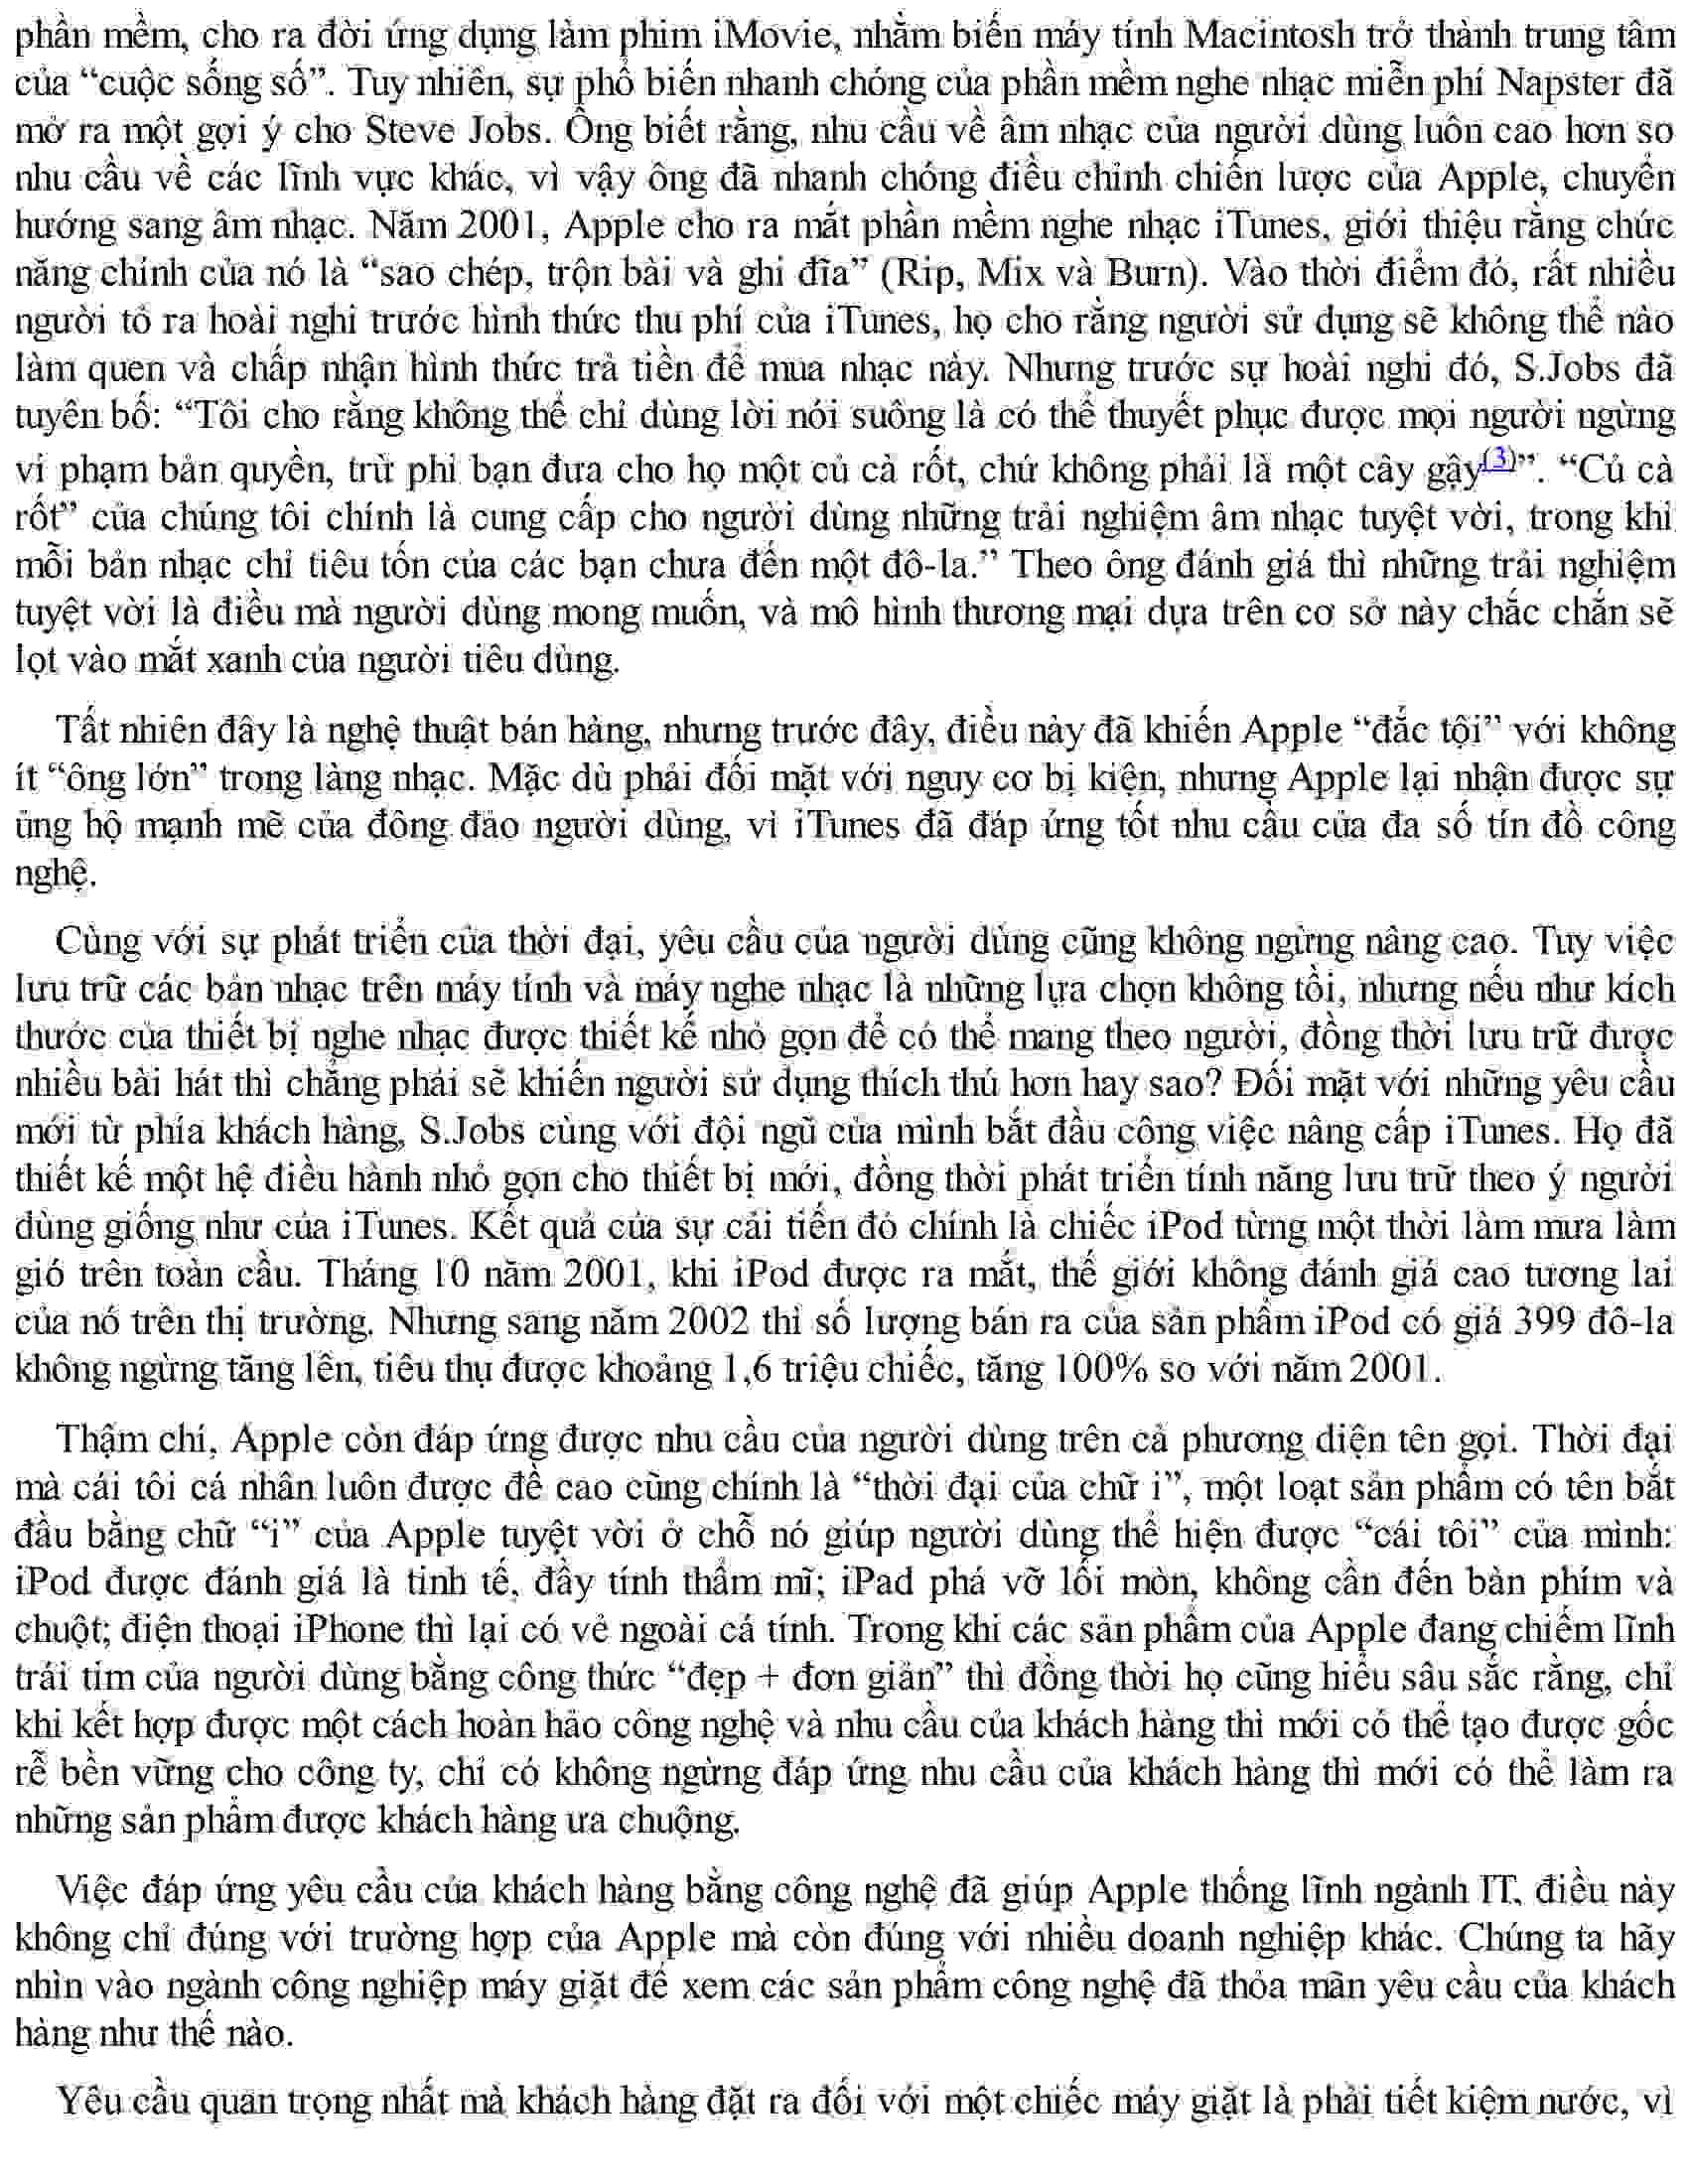 phần mềm, cho ra đời ứng dụng làm phim iMovie, nhằm biến máy tính Macintosh trở thành trung tâm
của “cuộc sống số”. Tuy nhiên, sự phổ biến nhanh chóng của phần mềm nghe nhạc miễn phí Napster đã
mở ra một gợi ý cho Steve Jobs. Ông biết rằng, nhu cầu về âm nhạc của người dùng luôn cao hơn so
nhu cầu về các lĩnh vực khác, vì vậy ông đã nhanh chóng điều chỉnh chiến lược của Apple, chuyển
hướng sang âm nhạc. Năm 2001, Apple cho ra mắt phần mềm nghe nhạc iTunes, giới thiệu rằng chức
năng chính của nó là “sao chép, trộn bài và ghi đĩa” (Rip, Mix và Burn). Vào thời điểm đó, rất nhiều
người tỏ ra hoài nghi trước hình thức thu phí của iTunes, họ cho rằng người sử dụng sẽ không thể nào
làm quen và chấp nhận hình thức trả tiền để mua nhạc này. Nhưng trước sự hoài nghi đó, S.Jobs đã
tuyên bố: “Tôi cho rằng không thể chỉ dùng lời nói suông là có thể thuyết phục được mọi người ngừng
vi phạm bản quyền, trừ phi bạn đưa cho họ một củ cà rốt, chứ không phải là một cây gậy(3)”. “Củ cà
rốt” của chúng tôi chính là cung cấp cho người dùng những trải nghiệm âm nhạc tuyệt vời, trong khi
mỗi bản nhạc chỉ tiêu tốn của các bạn chưa đến một đô-la.” Theo ông đánh giá thì những trải nghiệm
tuyệt vời là điều mà người dùng mong muốn, và mô hình thương mại dựa trên cơ sở này chắc chắn sẽ
lọt vào mắt xanh của người tiêu dùng.
Tất nhiên đây là nghệ thuật bán hàng, nhưng trước đây, điều này đã khiến Apple “đắc tội” với không
ít “ông lớn” trong làng nhạc. Mặc dù phải đối mặt với nguy cơ bị kiện, nhưng Apple lại nhận được sự
ủng hộ mạnh mẽ của đông đảo người dùng, vì iTunes đã đáp ứng tốt nhu cầu của đa số tín đồ công
nghệ.
Cùng với sự phát triển của thời đại, yêu cầu của người dùng cũng không ngừng nâng cao. Tuy việc
lưu trữ các bản nhạc trên máy tính và máy nghe nhạc là những lựa chọn không tồi, nhưng nếu như kích
thước của thiết bị nghe nhạc được thiết kế nhỏ gọn để có thể mang theo người, đồng thời lưu trữ được
nhiều bài hát thì chẳng phải sẽ khiến người sử dụng thích thú hơn hay sao? Đối mặt với những yêu cầu
mới từ phía khách hàng, S.Jobs cùng với đội ngũ của mình bắt đầu công việc nâng cấp iTunes. Họ đã
thiết kế một hệ điều hành nhỏ gọn cho thiết bị mới, đồng thời phát triển tính năng lưu trữ theo ý người
dùng giống như của iTunes. Kết quả của sự cải tiến đó chính là chiếc iPod từng một thời làm mưa làm
gió trên toàn cầu. Tháng 10 năm 2001, khi iPod được ra mắt, thế giới không đánh giá cao tương lai
của nó trên thị trường. Nhưng sang năm 2002 thì số lượng bán ra của sản phẩm iPod có giá 399 đô-la
không ngừng tăng lên, tiêu thụ được khoảng 1,6 triệu chiếc, tăng 100% so với năm 2001.
Thậm chí, Apple còn đáp ứng được nhu cầu của người dùng trên cả phương diện tên gọi. Thời đại
mà cái tôi cá nhân luôn được đề cao cũng chính là “thời đại của chữ i”, một loạt sản phẩm có tên bắt
đầu bằng chữ “i” của Apple tuyệt vời ở chỗ nó giúp người dùng thể hiện được “cái tôi” của mình:
iPod được đánh giá là tinh tế, đầy tính thẩm mĩ; iPad phá vỡ lối mòn, không cần đến bàn phím và
chuột; điện thoại iPhone thì lại có vẻ ngoài cá tính. Trong khi các sản phẩm của Apple đang chiếm lĩnh
trái tim của người dùng bằng công thức “đẹp + đơn giản” thì đồng thời họ cũng hiểu sâu sắc rằng, chỉ
khi kết hợp được một cách hoàn hảo công nghệ và nhu cầu của khách hàng thì mới có thể tạo được gốc
rễ bền vững cho công ty, chỉ có không ngừng đáp ứng nhu cầu của khách hàng thì mới có thể làm ra
những sản phẩm được khách hàng ưa chuộng.
Việc đáp ứng yêu cầu của khách hàng bằng công nghệ đã giúp Apple thống lĩnh ngành IT, điều này
không chỉ đúng với trường hợp của Apple mà còn đúng với nhiều doanh nghiệp khác. Chúng ta hãy
nhìn vào ngành công nghiệp máy giặt để xem các sản phẩm công nghệ đã thỏa mãn yêu cầu của khách
hàng như thế nào.
Yêu cầu quan trọng nhất mà khách hàng đặt ra đối với một chiếc máy giặt là phải tiết kiệm nước, vì